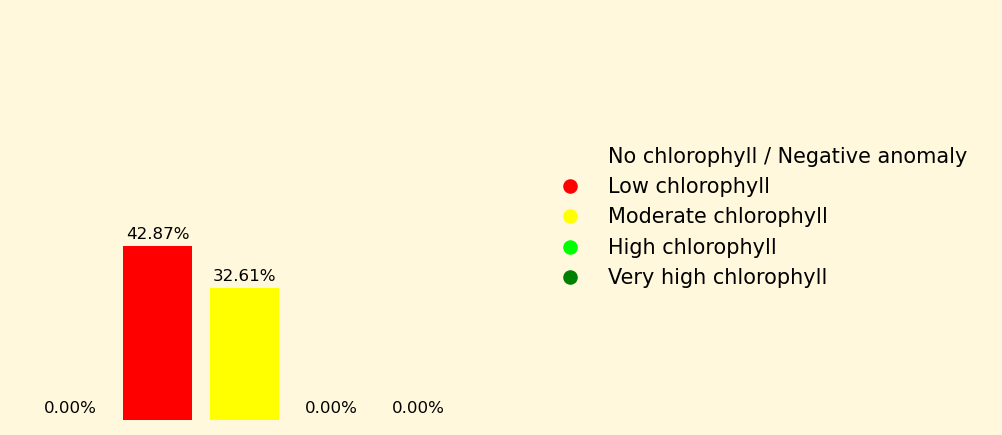 No chlorophyll / Negative anomaly
Low chlorophyll
Moderate chlorophyll
High chlorophyll
Very high chlorophyll
42.87%
32.61%
0.00%
0.00%
0.00%